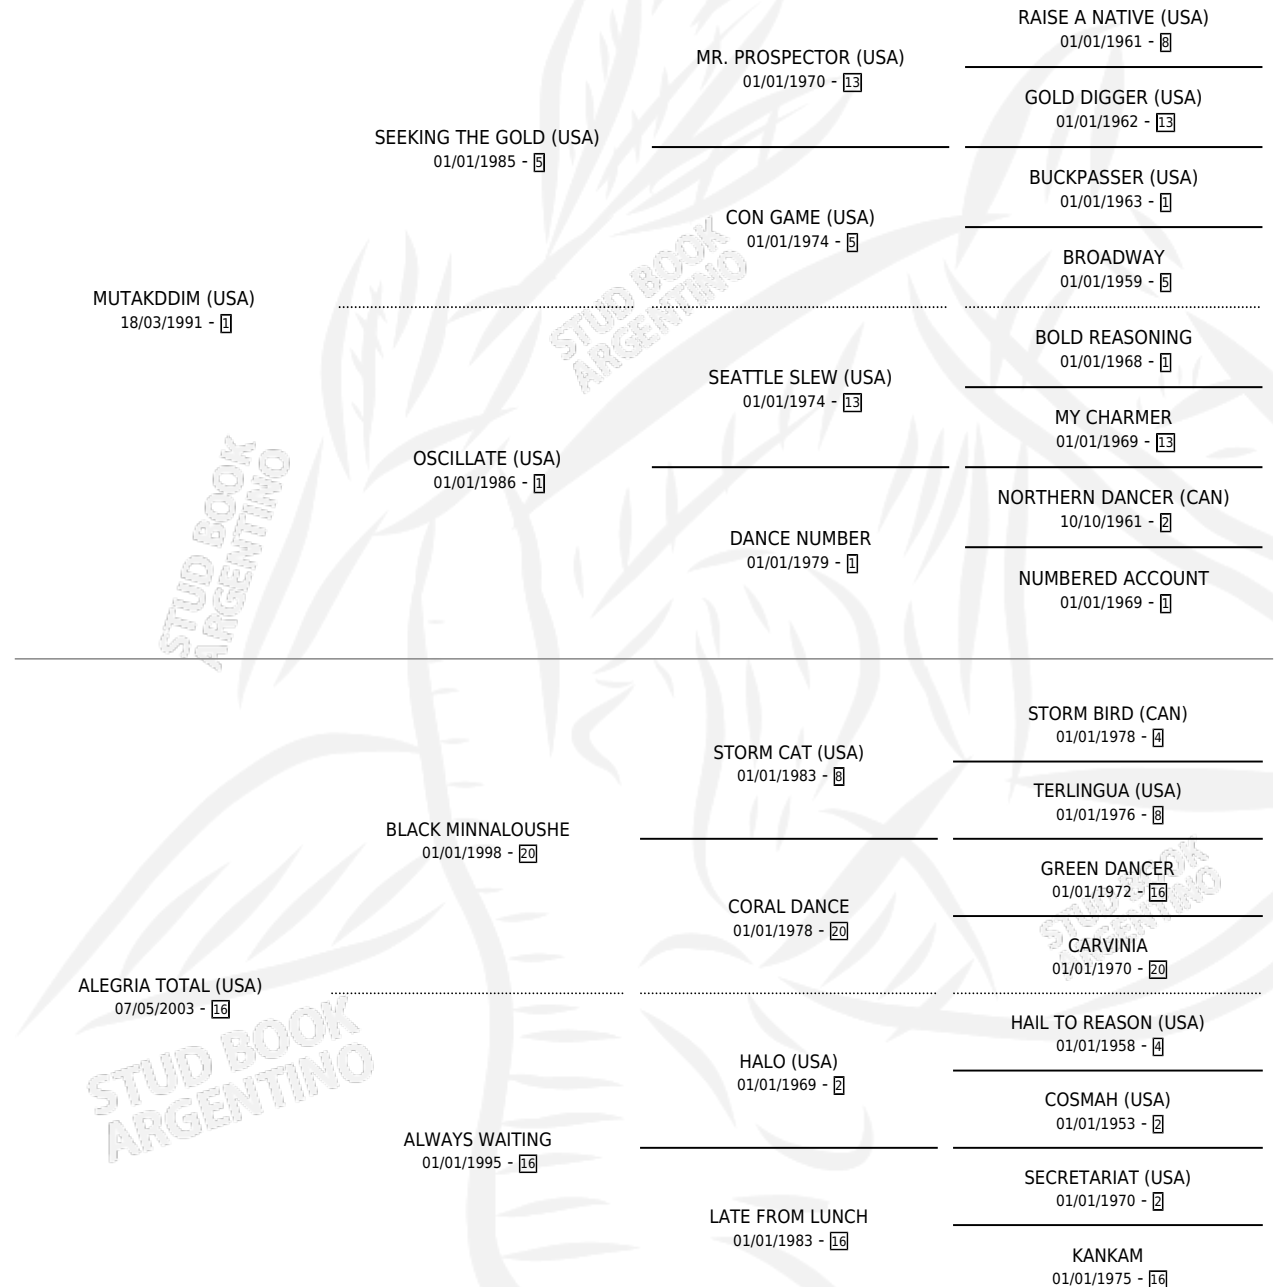 RAISE A NATIVE (USA)
01/01/1961 - 8
MR. PROSPECTOR (USA)
01/01/1970 - 13
GOLD DIGGER (USA)
01/01/1962 - 13
SEEKING THE GOLD (USA)
01/01/1985 - 5
BUCKPASSER (USA)
01/01/1963 - 1
CON GAME (USA)
01/01/1974 - 5
BROADWAY
01/01/1959 - 5
MUTAKDDIM (USA)
18/03/1991 - 1
BOLD REASONING
01/01/1968 - 1
SEATTLE SLEW (USA)
01/01/1974 - 13
MY CHARMER
01/01/1969 - 13
OSCILLATE (USA)
01/01/1986 - 1
NORTHERN DANCER (CAN)
10/10/1961 - 2
DANCE NUMBER
01/01/1979 - 1
NUMBERED ACCOUNT
01/01/1969 - 1
STORM BIRD (CAN)
01/01/1978 - 4
STORM CAT (USA)
01/01/1983 - 8
TERLINGUA (USA)
01/01/1976 - 8
BLACK MINNALOUSHE
01/01/1998 - 20
GREEN DANCER
01/01/1972 - 16
CORAL DANCE
01/01/1978 - 20
CARVINIA
01/01/1970 - 20
ALEGRIA TOTAL (USA)
07/05/2003 - 16
HAIL TO REASON (USA)
01/01/1958 - 4
HALO (USA)
01/01/1969 - 2
COSMAH (USA)
01/01/1953 - 2
ALWAYS WAITING
01/01/1995 - 16
SECRETARIAT (USA)
01/01/1970 - 2
LATE FROM LUNCH
01/01/1983 - 16
KANKAM
01/01/1975 - 16
STUD BOOK
ARGENTINO
STUD BOOK
ARGENTINO
STUD BOOK
ARGENTINO
STUD BOOK
ARGENTINO